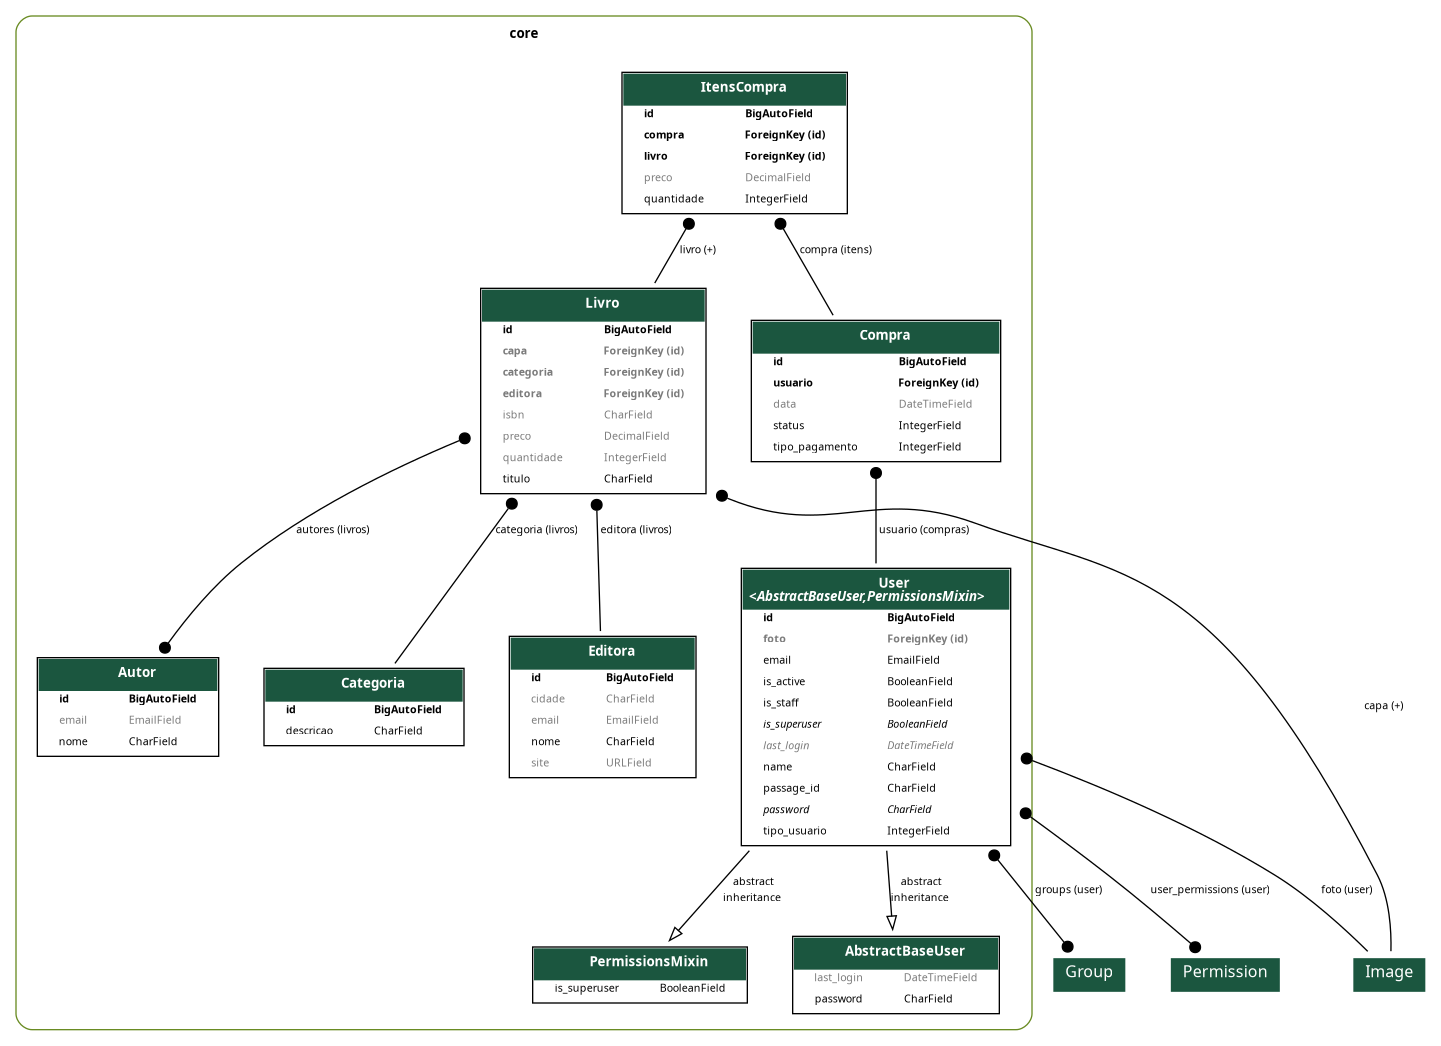 core
ItensCompra
id BigAutoField
compra ForeignKey (id)
livro ForeignKey (id)
preco DecimalField
quantidade IntegerField
livro (+)
compra (itens)
Livro
id BigAutoField
capa ForeignKey (id)
categoria ForeignKey (id)
editora ForeignKey (id)
isbn CharField
preco DecimalField
quantidade IntegerField
titulo CharField
Compra
id BigAutoField
usuario ForeignKey (id)
data DateTimeField
status IntegerField
tipo_pagamento IntegerField
autores (livros)
categoria (livros)
editora (livros)
usuario (compras)
User
<AbstractBaseUser,PermissionsMixin>
id BigAutoField
foto ForeignKey (id)
email EmailField
is_active BooleanField
is_staff BooleanField
is_superuser BooleanField
last_login DateTimeField
name CharField
passage_id CharField
password CharField
tipo_usuario IntegerField
Autor
id BigAutoField
email EmailField
nome CharField
Categoria
id BigAutoField
descricao CharField
Editora
id BigAutoField
cidade CharField
email EmailField
nome CharField
site URLField
capa (+)
abstract
inheritance
abstract
inheritance
groups (user)
user_permissions (user)
foto (user)
PermissionsMixin
is_superuser BooleanField
AbstractBaseUser
last_login DateTimeField
password CharField
Group
Permission
Image